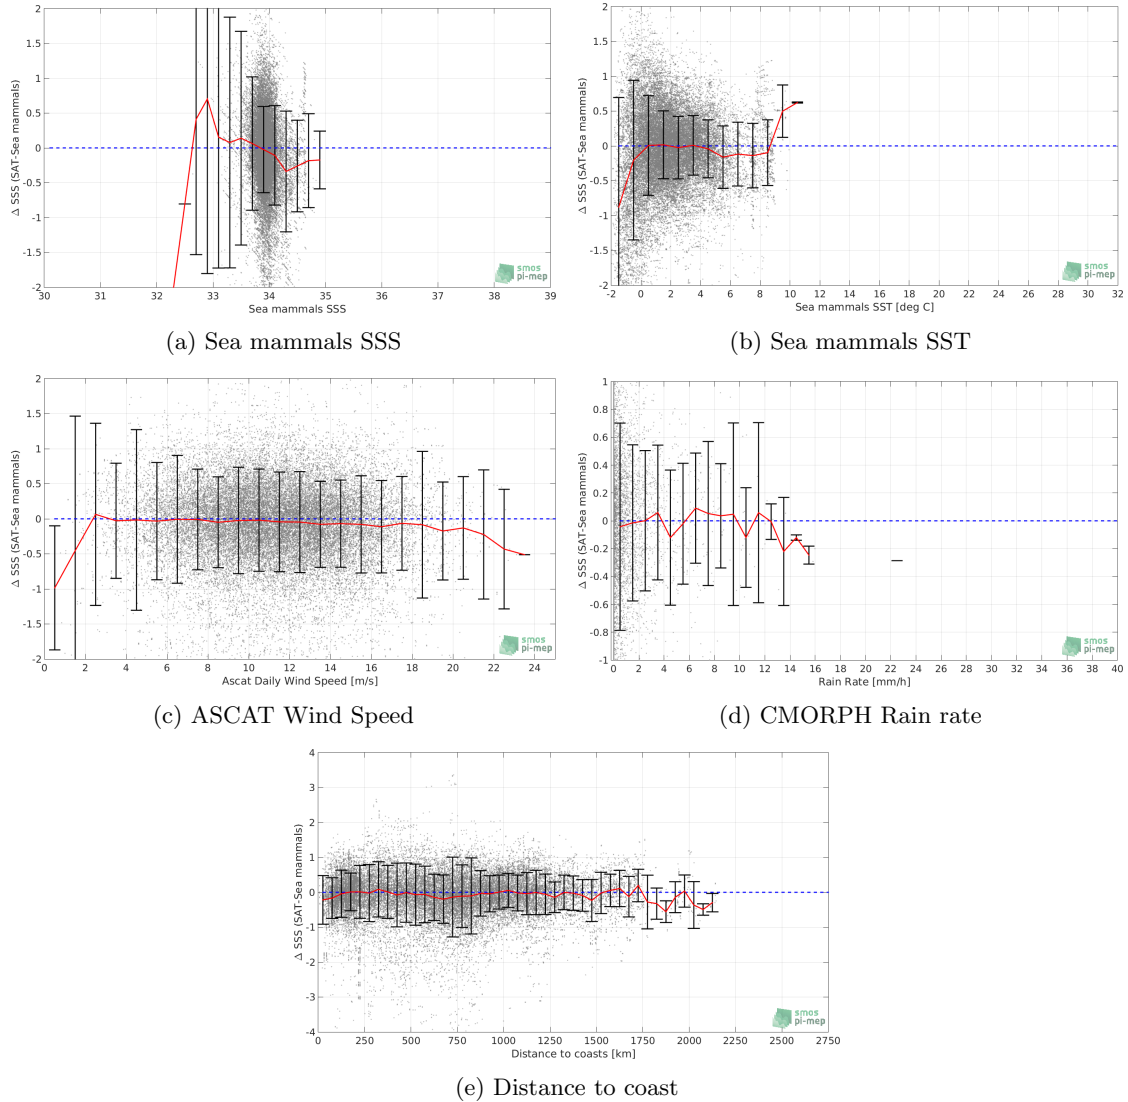 2
1.5
1
0.5
0
-0.5
-1
-1.5
-2
Δ SSS (SAT-Sea mammals)
30 31 32 33 34 35 36 37 38 39
Sea mammals SSS
smos
pi-mep
(a) Sea mammals SSS
2
1.5
1
0.5
0
-0.5
-1
-1.5
-2
Δ SSS (SAT-Sea mammals)
-2 0 2 4 6 8 10 12 14 16 18 20 22 24 26 28 30 32
Sea mammals SST [deg C]
smos
pi-mep
(b) Sea mammals SST
2
1.5
1
0.5
0
-0.5
-1
-1.5
-2
Δ SSS (SAT-Sea mammals)
0 2 4 6 8 10 12 14 16 18 20 22 24
Ascat Daily Wind Speed [m/s]
smos
pi-mep
(c) ASCAT Wind Speed
1
0.8
0.6
0.4
0.2
0
-0.2
-0.4
-0.6
-0.8
-1
Δ SSS (SAT-Sea mammals)
0 2 4 6 8 10 12 14 16 18 20 22 24 26 28 30 32 34 36 38 40
Rain Rate [mm/h]
smos
pi-mep
(d) CMORPH Rain rate
4
3
2
1
0
-1
-2
-3
-4
Δ SSS (SAT-Sea mammals)
0 250 500 750 1000 1250 1500 1750 2000 2250 2500 2750
Distance to coasts [km]
smos
pi-mep
(e) Distance to coast